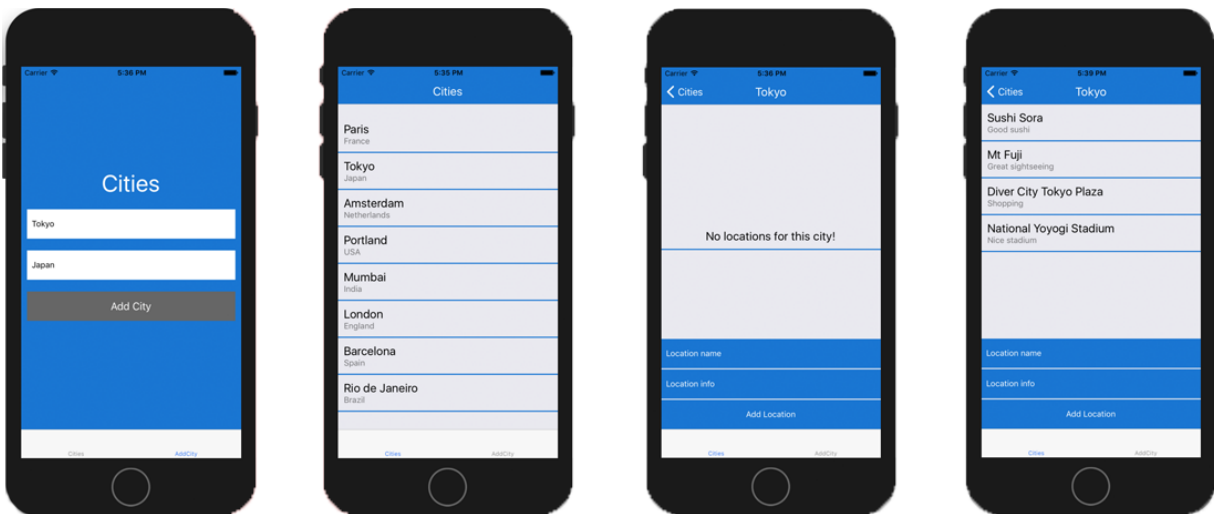 Carrier 5:36 PM
Cities
Tokyo
Japan
Add City
Cities AddCity
Carrier 5:35 PM
Cities
Paris
France
Tokyo
Japan
Amsterdam
Netherlands
Portland
USA
Mumbai
India
London
England
Barcelona
Spain
Rio de Janeiro
Brazil
Cities AddCity
Carrier 5:36 PM
Cities Tokyo
No locations for this city!
Location name
Location info
Add Location
Cities AddCity
Carrier 5:39 PM
Cities Tokyo
Sushi Sora
Good sushi
Mt Fuji
Great sightseeing
Diver City Tokyo Plaza
Shopping
National Yoyogi Stadium
Nice stadium
Location name
Location info
Add Location
Cities AddCity